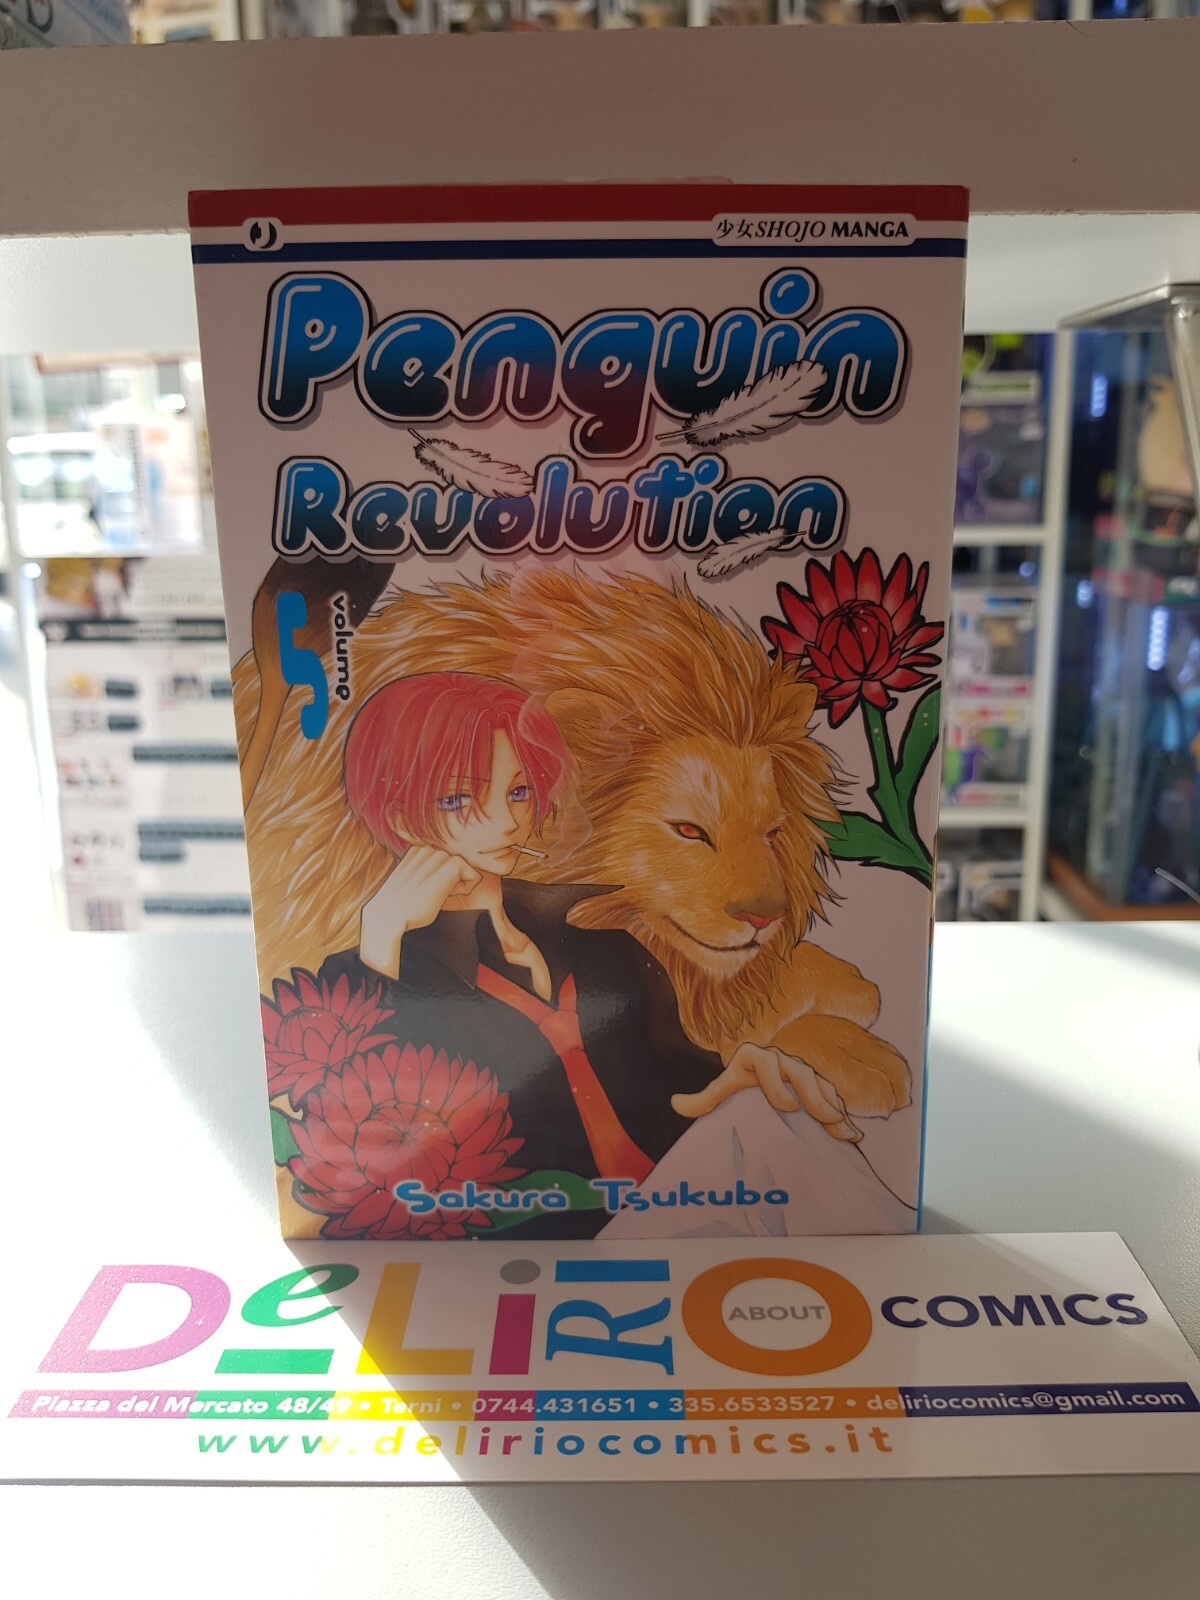 少女SHOJO MANGA
Penguin
Revolution
5
volume
Sakura Tsukuba
DeLiRIO
ABOUT
COMICS
Piazza del Mercato 48/49 • Terni • 0744.431651 • 335.6533527 • deliriocomics@gmail.com
www.deliriocomics.it